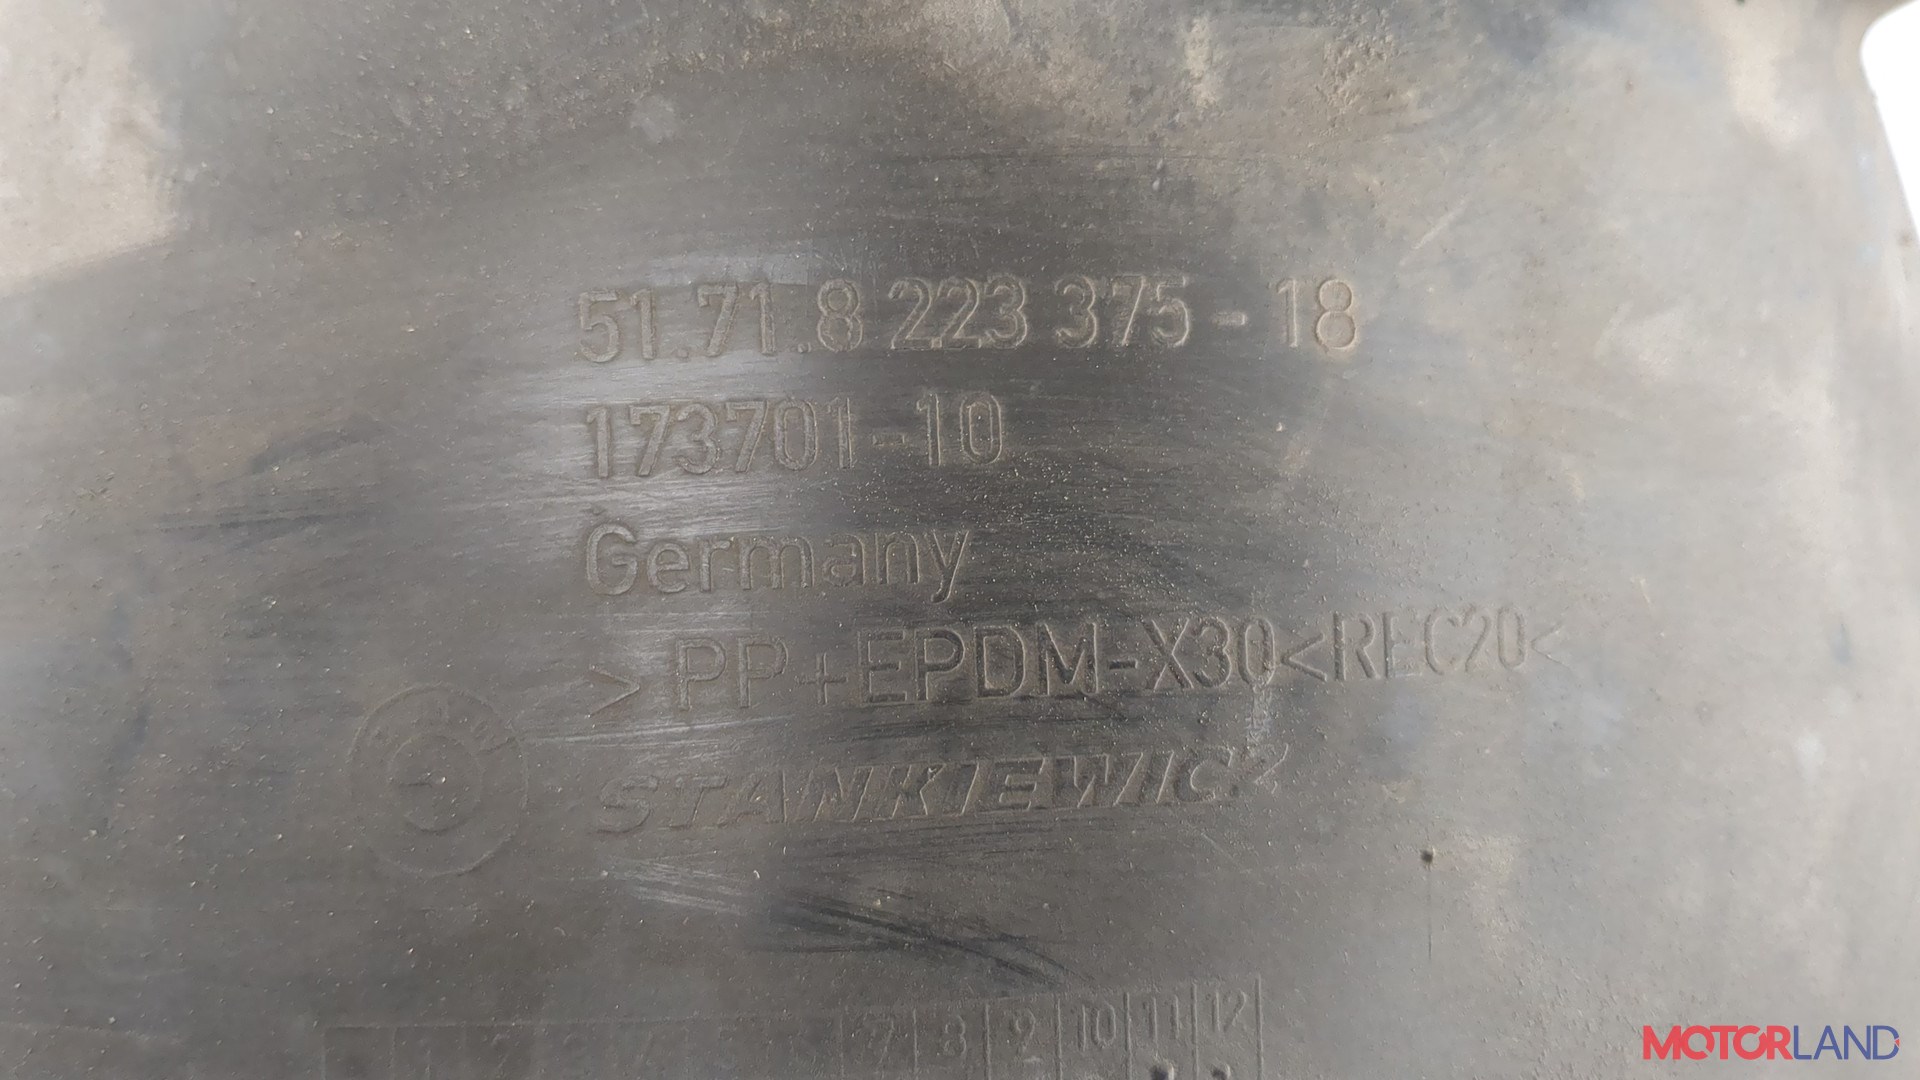 51.71.8 223 375-18
173701-10
Germany
>PP+EPDM-X30<REC20<
STANKIEWICZ
7 8 9 10 11 12
MOTORLAND